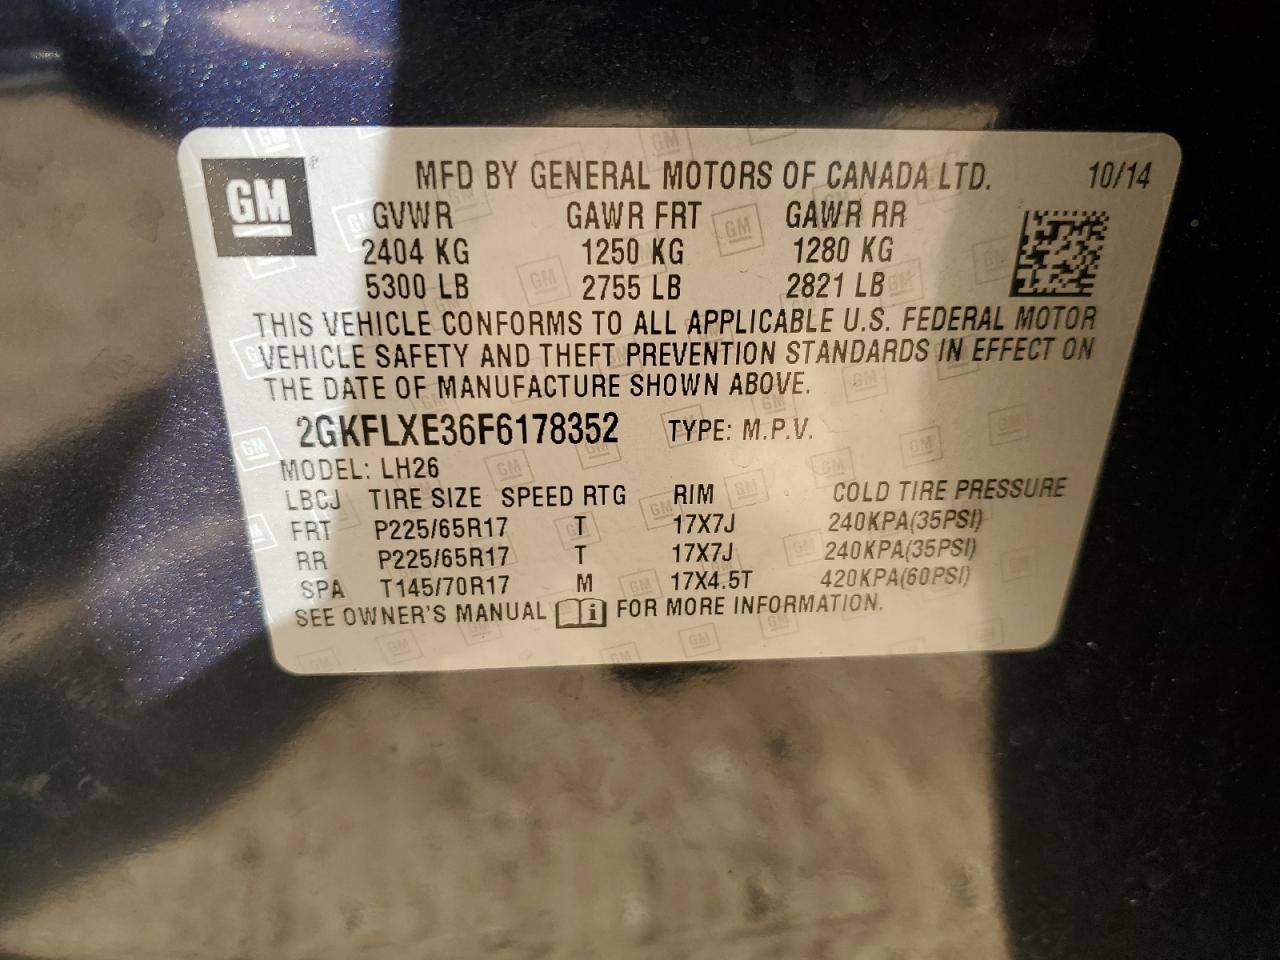 GM® MFD BY GENERAL MOTORS OF CANADA LTD. 10/14
GVWR GAWR FRT GAWR RR
2404 KG 1250 KG 1280 KG
5300 LB 2755 LB 2821 LB
THIS VEHICLE CONFORMS TO ALL APPLICABLE U.S. FEDERAL MOTOR
VEHICLE SAFETY AND THEFT PREVENTION STANDARDS IN EFFECT ON
THE DATE OF MANUFACTURE SHOWN ABOVE.
2GKFLXE36F6178352 TYPE: M.P.V.
MODEL: LH26
LBCJ TIRE SIZE SPEED RTG RIM COLD TIRE PRESSURE
FRT P225/65R17 T 17X7J 240KPA(35PSI)
RR P225/65R17 T 17X7J 240KPA(35PSI)
SPA T145/70R17 M 17X4.5T 420KPA(60PSI)
SEE OWNER'S MANUAL i FOR MORE INFORMATION.